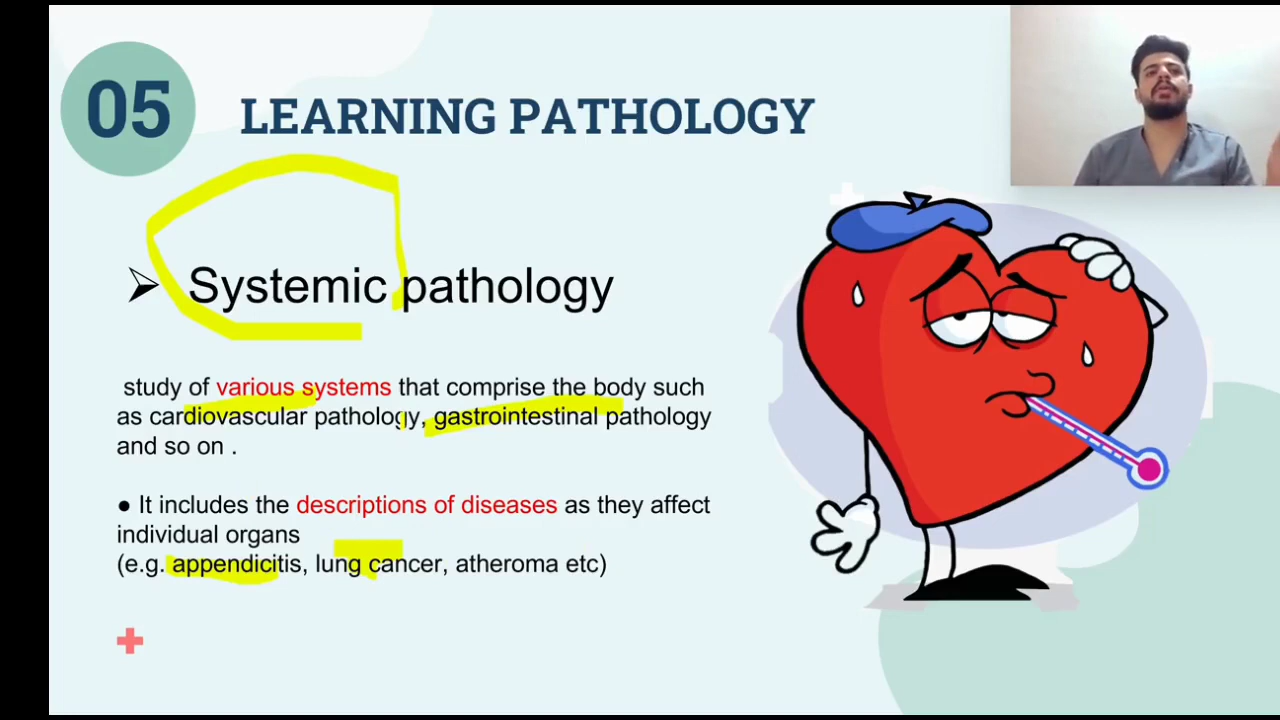 05
LEARNING PATHOLOGY
➢ Systemic pathology
study of various systems that comprise the body such
as cardiovascular pathology, gastrointestinal pathology
and so on .
● It includes the descriptions of diseases as they affect
individual organs
(e.g. appendicitis, lung cancer, atheroma etc)